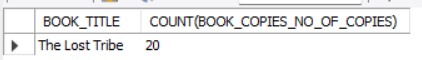 BOOK_TITLE COUNT(BOOK_COPIES_NO_OF_COPIES)
The Lost Tribe 20